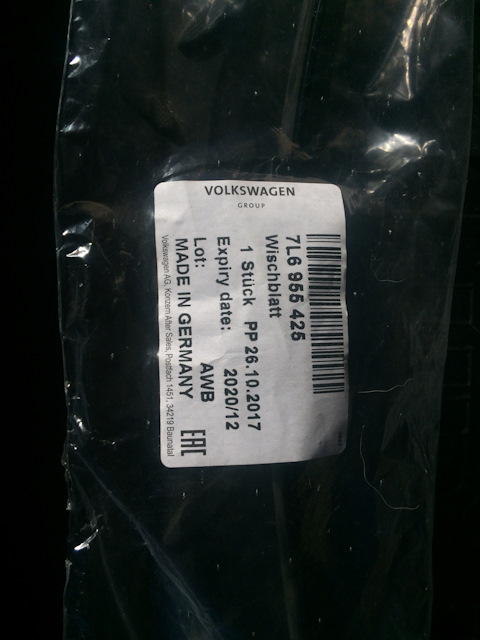 VOLKSWAGEN
GROUP
7L6 955 425
Wischblatt
1 Stück PP 26.10.2017
Expiry date: 2020/12
Lot: AWB
MADE IN GERMANY EAC
Volkswagen AG, Konzern After Sales, Postfach 1451, 34219 Baunatal